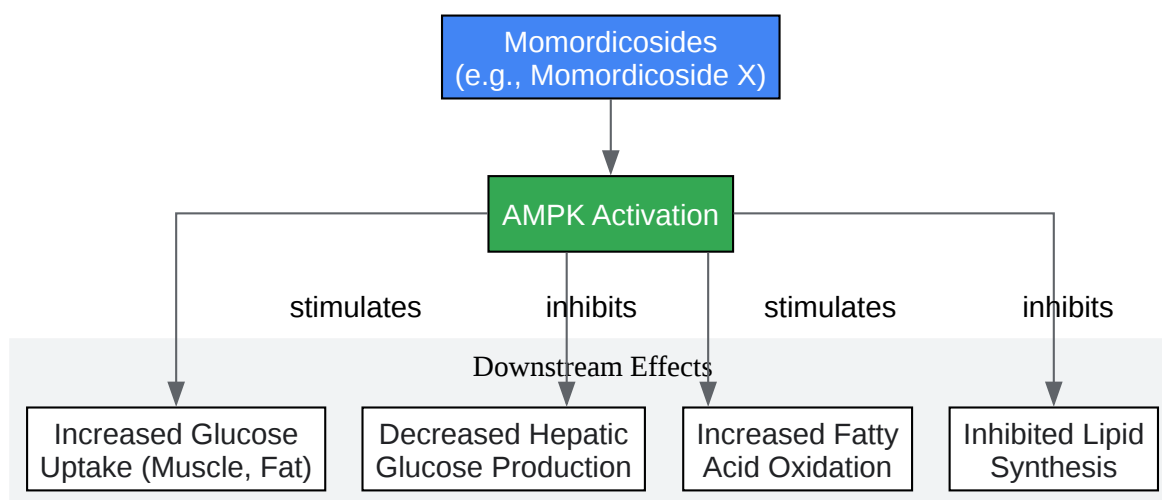 Momordicosides
(e.g., Momordicoside X)
AMPK Activation
stimulates
inhibits
stimulates
inhibits
Downstream Effects
Increased Glucose
Uptake (Muscle, Fat)
Decreased Hepatic
Glucose Production
Increased Fatty
Acid Oxidation
Inhibited Lipid
Synthesis